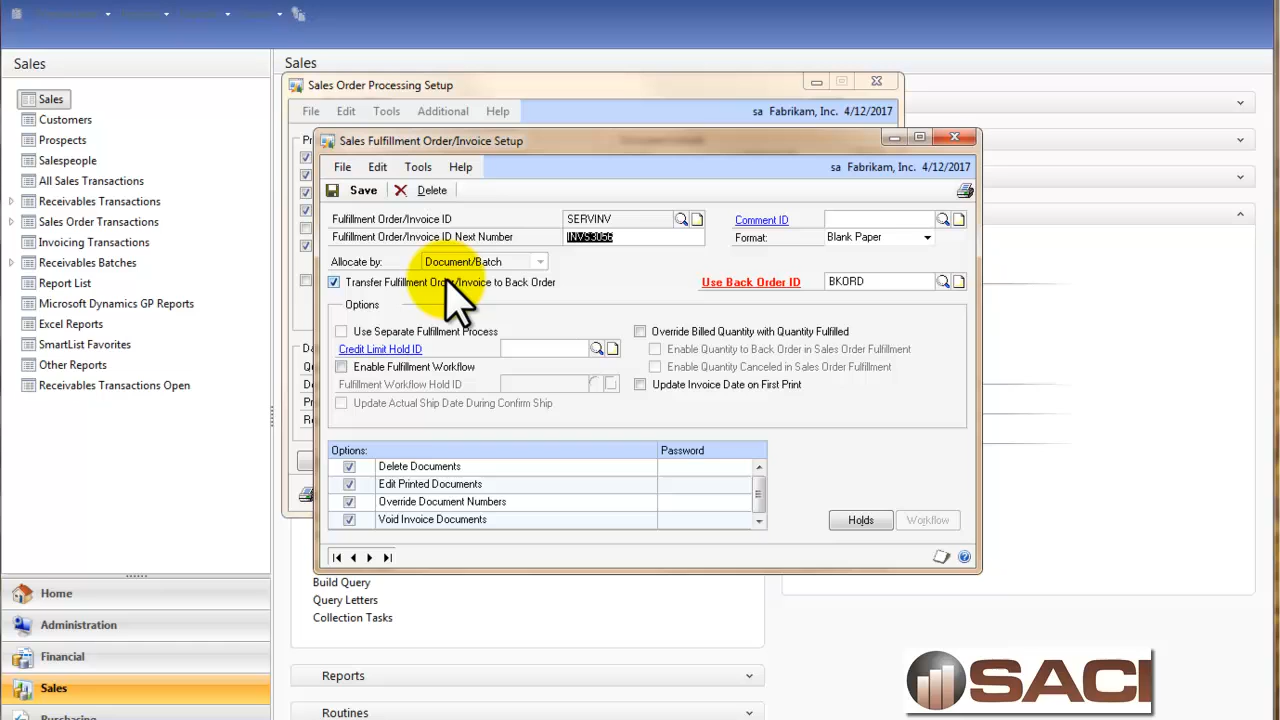 Sales
Sales
Sales
Customers
Prospects
Salespeople
All Sales Transactions
Receivables Transactions
Sales Order Transactions
Invoicing Transactions
Receivables Batches
Report List
Microsoft Dynamics GP Reports
Excel Reports
SmartList Favorites
Other Reports
Receivables Transactions Open
Home
Administration
Financial
Sales
Purchasing
Sales Order Processing Setup
File Edit Tools Additional Help
sa Fabrikam, Inc. 4/12/2017
Sales Fulfillment Order/Invoice Setup
File Edit Tools Help
sa Fabrikam, Inc. 4/12/2017
Save Delete
Fulfillment Order/Invoice ID SERVINV
Comment ID
Fulfillment Order/Invoice ID Next Number INVS3056
Format: Blank Paper
Allocate by: Document/Batch
Transfer Fulfillment Order/Invoice to Back Order
Use Back Order ID BKORD
Options
Use Separate Fulfillment Process
Override Billed Quantity with Quantity Fulfilled
Credit Limit Hold ID
Enable Quantity to Back Order in Sales Order Fulfillment
Enable Fulfillment Workflow
Enable Quantity Canceled in Sales Order Fulfillment
Fulfillment Workflow Hold ID
Update Invoice Date on First Print
Update Actual Ship Date During Confirm Ship
Options: Password
Delete Documents
Edit Printed Documents
Override Document Numbers
Void Invoice Documents
Holds Workflow
Build Query
Query Letters
Collection Tasks
Reports
Routines
SACI